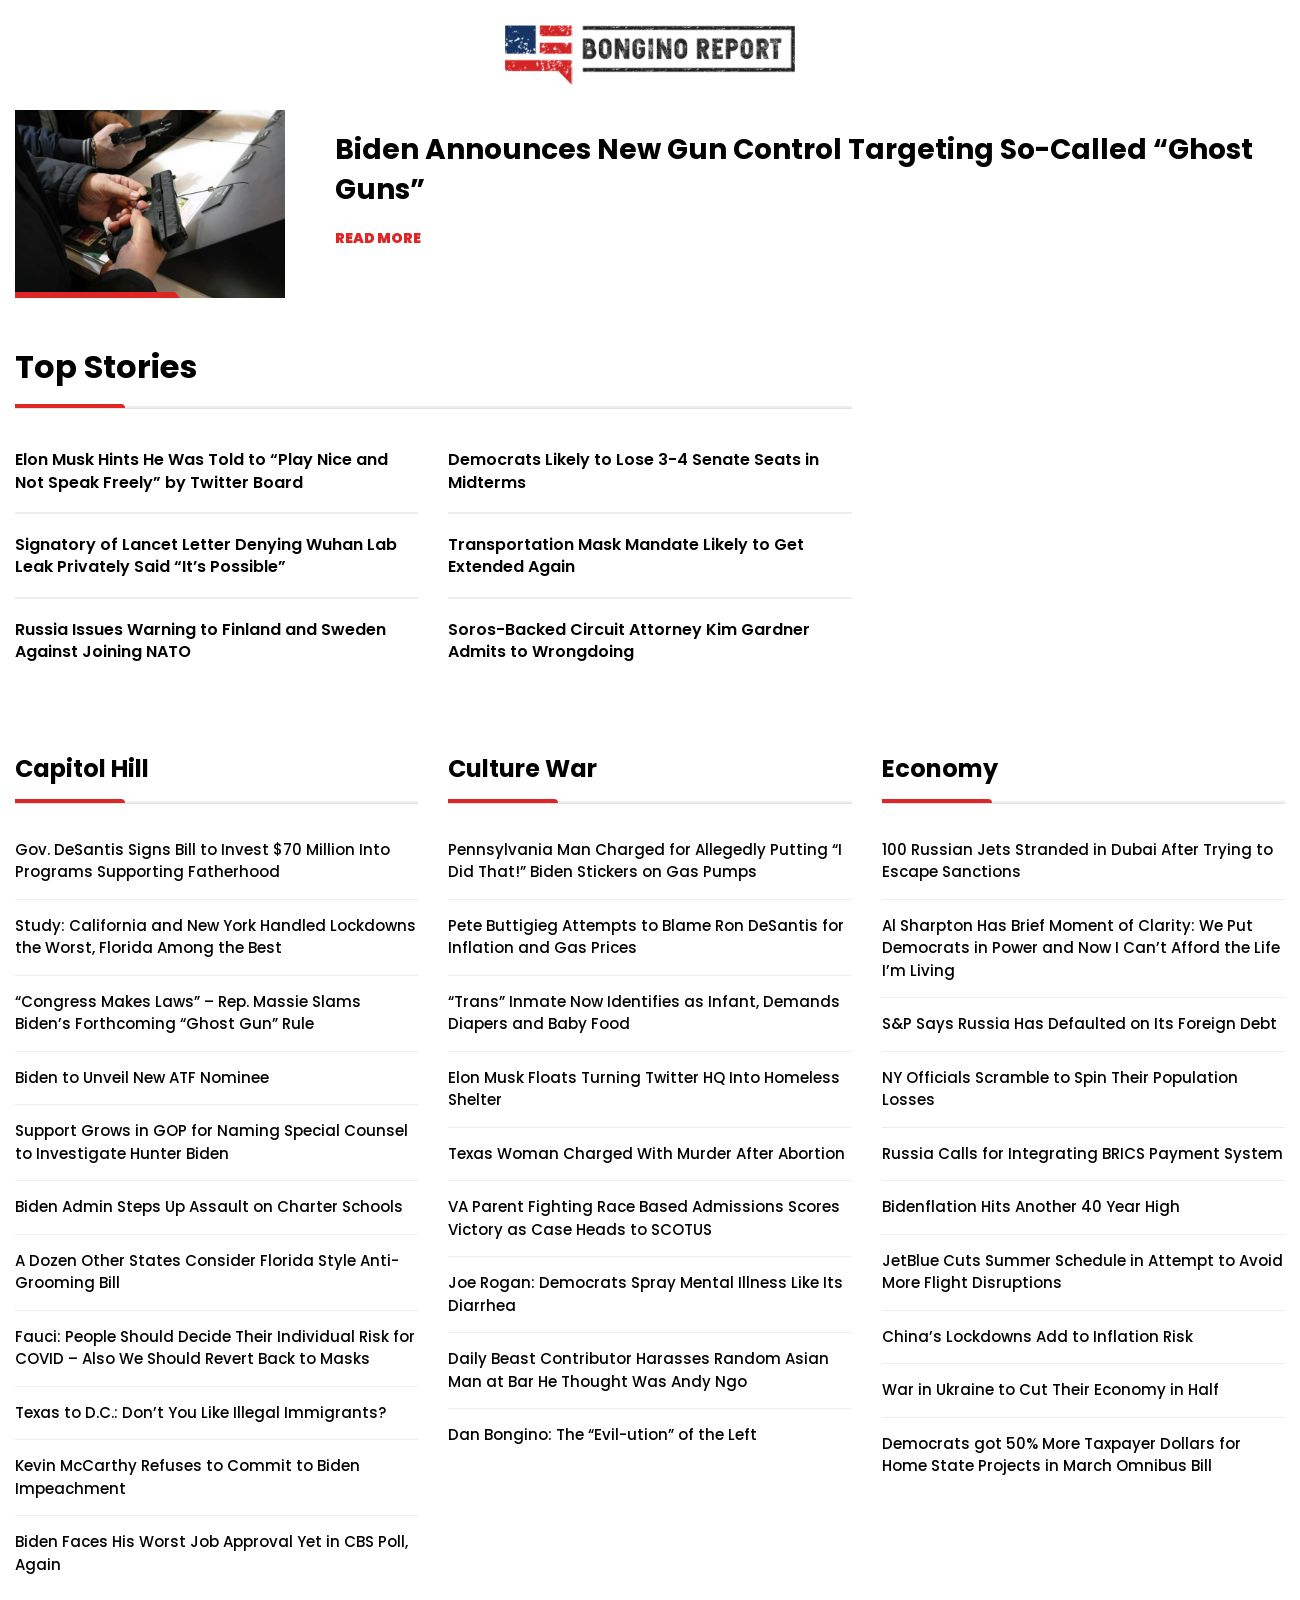 BONGINO REPORT
Biden Announces New Gun Control Targeting So-Called “Ghost
Guns”
READ MORE
Top Stories
Elon Musk Hints He Was Told to “Play Nice and
Not Speak Freely” by Twitter Board
Signatory of Lancet Letter Denying Wuhan Lab
Leak Privately Said “It’s Possible”
Russia Issues Warning to Finland and Sweden
Against Joining NATO
Democrats Likely to Lose 3-4 Senate Seats in
Midterms
Transportation Mask Mandate Likely to Get
Extended Again
Soros-Backed Circuit Attorney Kim Gardner
Admits to Wrongdoing
Capitol Hill
Gov. DeSantis Signs Bill to Invest $70 Million Into
Programs Supporting Fatherhood
Study: California and New York Handled Lockdowns
the Worst, Florida Among the Best
“Congress Makes Laws” – Rep. Massie Slams
Biden’s Forthcoming “Ghost Gun” Rule
Biden to Unveil New ATF Nominee
Support Grows in GOP for Naming Special Counsel
to Investigate Hunter Biden
Biden Admin Steps Up Assault on Charter Schools
A Dozen Other States Consider Florida Style Anti-
Grooming Bill
Fauci: People Should Decide Their Individual Risk for
COVID – Also We Should Revert Back to Masks
Texas to D.C.: Don’t You Like Illegal Immigrants?
Kevin McCarthy Refuses to Commit to Biden
Impeachment
Biden Faces His Worst Job Approval Yet in CBS Poll,
Again
Culture War
Pennsylvania Man Charged for Allegedly Putting “I
Did That!” Biden Stickers on Gas Pumps
Pete Buttigieg Attempts to Blame Ron DeSantis for
Inflation and Gas Prices
“Trans” Inmate Now Identifies as Infant, Demands
Diapers and Baby Food
Elon Musk Floats Turning Twitter HQ Into Homeless
Shelter
Texas Woman Charged With Murder After Abortion
VA Parent Fighting Race Based Admissions Scores
Victory as Case Heads to SCOTUS
Joe Rogan: Democrats Spray Mental Illness Like Its
Diarrhea
Daily Beast Contributor Harasses Random Asian
Man at Bar He Thought Was Andy Ngo
Dan Bongino: The “Evil-ution” of the Left
Economy
100 Russian Jets Stranded in Dubai After Trying to
Escape Sanctions
Al Sharpton Has Brief Moment of Clarity: We Put
Democrats in Power and Now I Can’t Afford the Life
I’m Living
S&P Says Russia Has Defaulted on Its Foreign Debt
NY Officials Scramble to Spin Their Population
Losses
Russia Calls for Integrating BRICS Payment System
Bidenflation Hits Another 40 Year High
JetBlue Cuts Summer Schedule in Attempt to Avoid
More Flight Disruptions
China’s Lockdowns Add to Inflation Risk
War in Ukraine to Cut Their Economy in Half
Democrats got 50% More Taxpayer Dollars for
Home State Projects in March Omnibus Bill